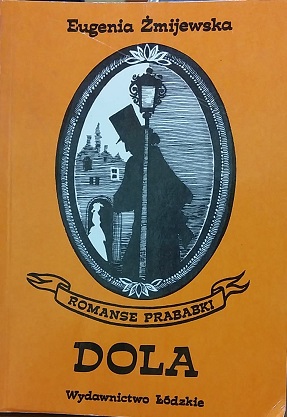 Eugenia Żmijewska
ROMANSE PRABABKI
DOLA
Wydawnictwo Łódzkie